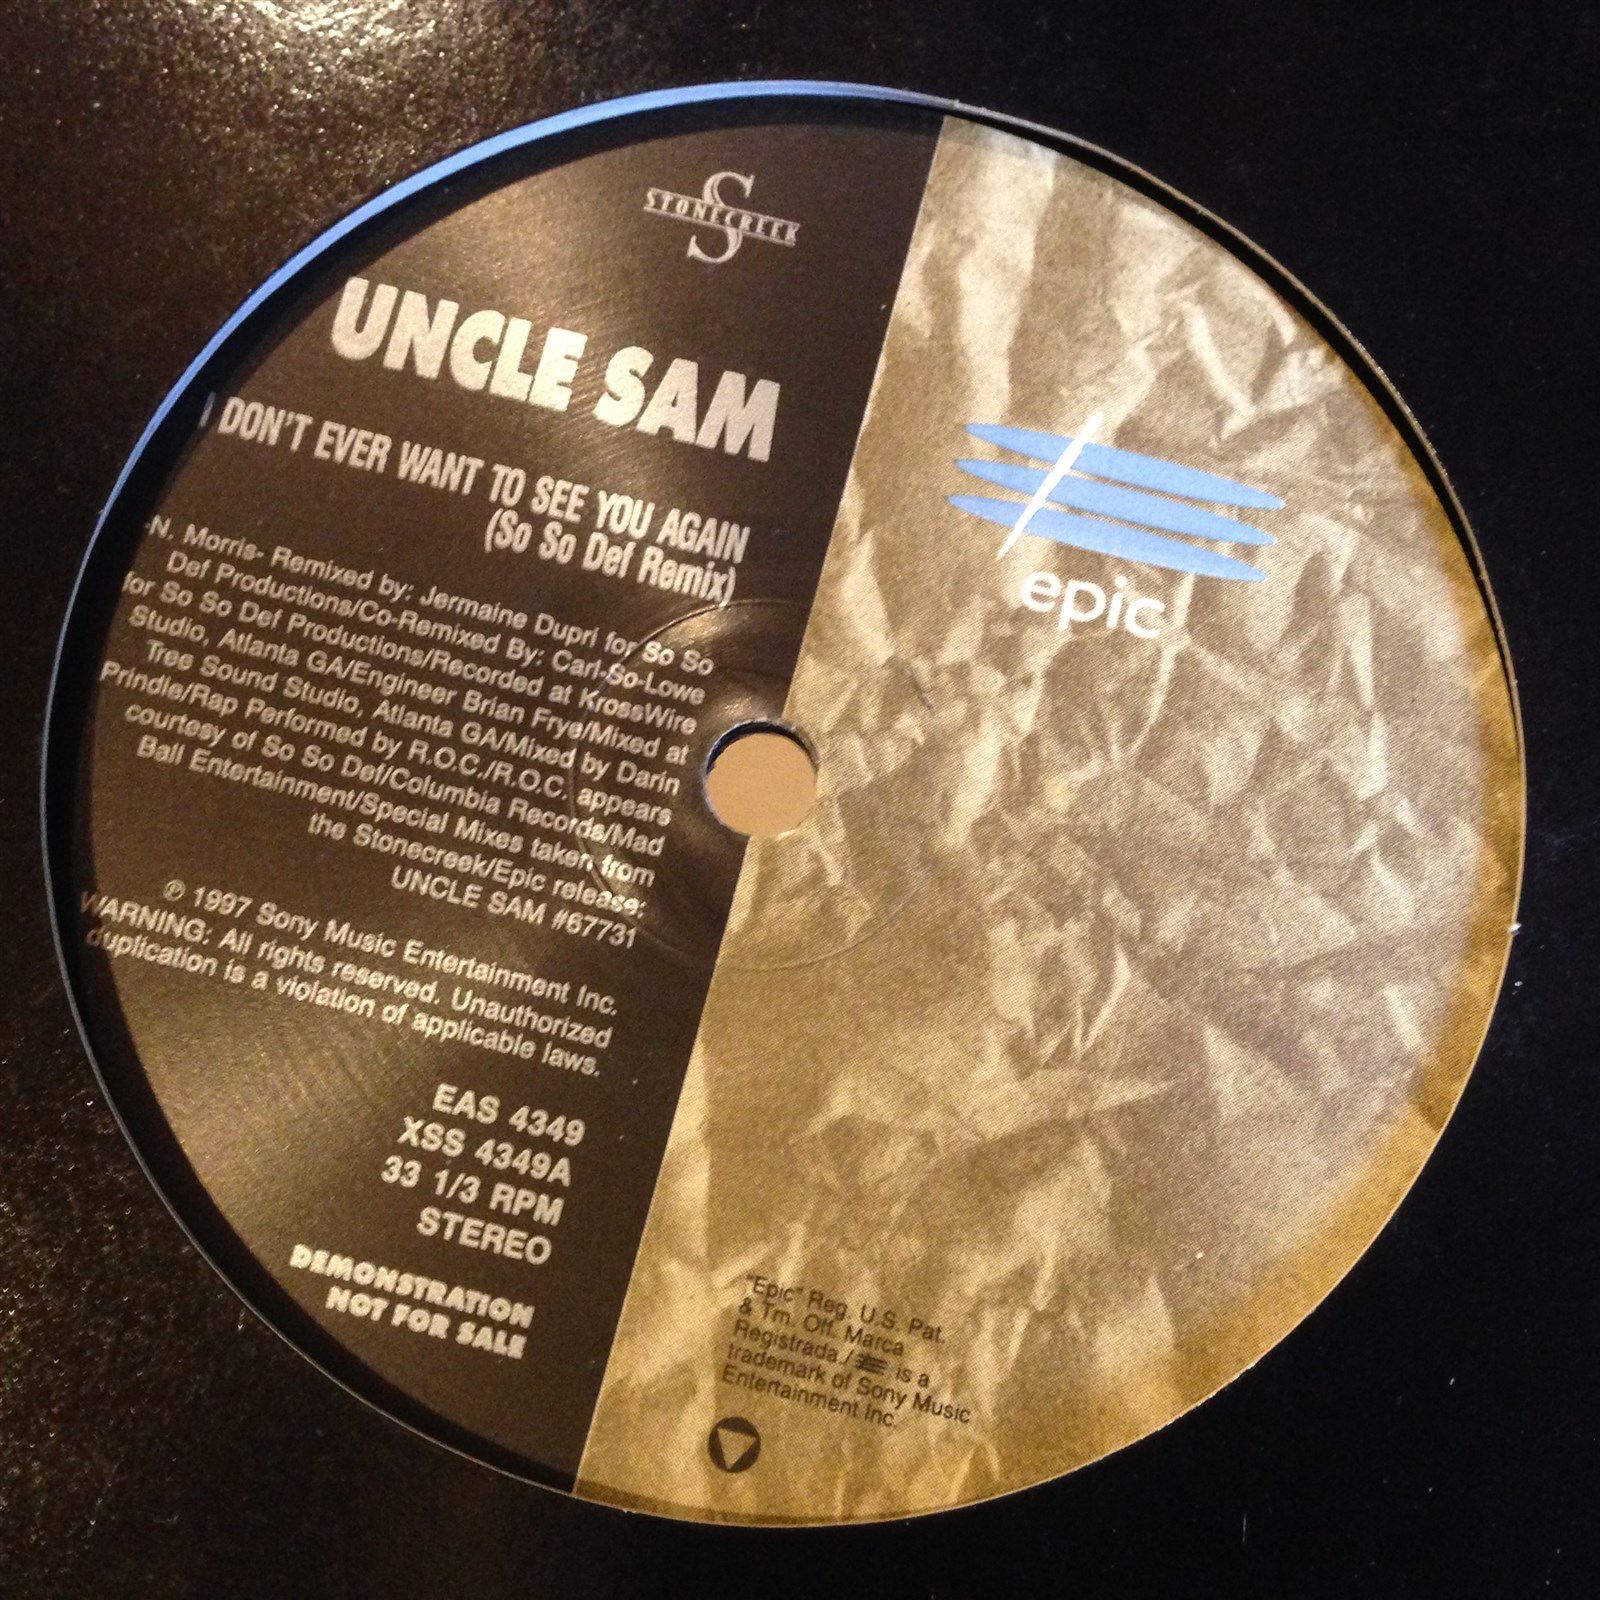 S
STONECREEK
UNCLE SAM
I DON'T EVER WANT TO SEE YOU AGAIN
(So So Def Remix)
-N. Morris- Remixed by: Jermaine Dupri for So So
Def Productions/Co-Remixed By: Carl-So-Lowe
for So So Def Productions/Recorded at KrossWire
Studio, Atlanta GA/Engineer Brian Frye/Mixed at
Tree Sound Studio, Atlanta GA/Mixed by Darin
Prindle/Rap Performed by R.O.C./R.O.C. appears
courtesy of So So Def/Columbia Records/Mad
Ball Entertainment/Special Mixes taken from
the Stonecreek/Epic release:
UNCLE SAM #67731
℗ 1997 Sony Music Entertainment Inc.
WARNING: All rights reserved. Unauthorized
duplication is a violation of applicable laws.
EAS 4349
XSS 4349A
33 1/3 RPM
STEREO
DEMONSTRATION
NOT FOR SALE
epic
"Epic" Reg. U.S. Pat.
& Tm. Off. Marca
Registrada./ is a
trademark of Sony Music
Entertainment Inc.